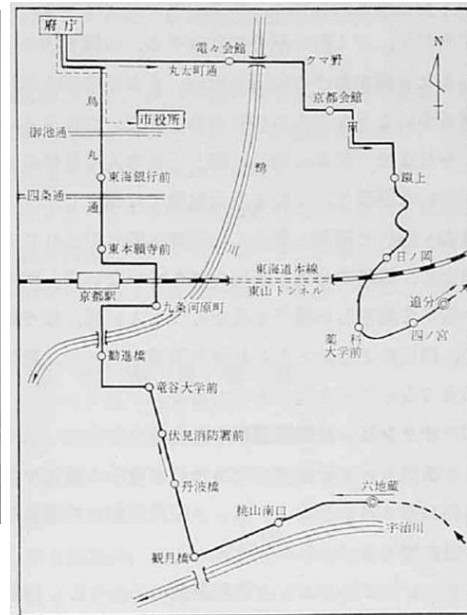 府庁
電々会館
クマ野
丸太町通
N
京都会館
烏
市役所
御池通
鴨
丸
東海銀行前
蹴上
四条通
通
川
東本願寺前
日ノ岡
東海道本線
京都駅
東山トンネル
追分
九条河原町
薬科
大学前
四ノ宮
勧進橋
竜谷大学前
伏見消防署前
丹波橋
六地蔵
桃山南口
宇治川
観月橋